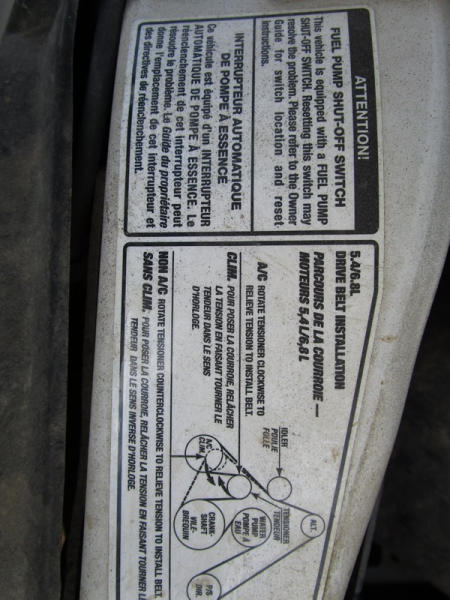 ATTENTION!
FUEL PUMP SHUT-OFF SWITCH
This vehicle is equipped with a FUEL PUMP
SHUT-OFF SWITCH. Resetting this switch may
resolve the problem. Please refer to the Owner
Guide for switch location and reset
instructions.
INTERRUPTEUR AUTOMATIQUE
DE POMPE À ESSENCE
Ce véhicule est équipé d'un INTERRUPTEUR
AUTOMATIQUE DE POMPE À ESSENCE. Le
réenclenchement de cet interrupteur peut
résoudre le problème. Le Guide du propriétaire
donne l'emplacement de cet interrupteur et
des directives de réenclenchement.
5.4/6.8L
DRIVE BELT INSTALLATION
PARCOURS DE LA COURROIE —
MOTEURS 5,4 L/6,8 L
A/C ROTATE TENSIONER CLOCKWISE TO
RELIEVE TENSION TO INSTALL BELT.
CLIM. POUR POSER LA COURROIE, RELÂCHER
LA TENSION EN FAISANT TOURNER LE
TENDEUR DANS LE SENS
D'HORLOGE.
NON A/C ROTATE TENSIONER COUNTERCLOCKWISE TO RELIEVE TENSION TO INSTALL BELT.
SANS CLIM. POUR POSER LA COURROIE, RELÂCHER LA TENSION EN FAISANT TOURNER LE
TENDEUR DANS LE SENS INVERSE D'HORLOGE.
IDLER
POULIE
FOLLE
TENSIONER
TENDEUR
ALT.
WATER
PUMP
POMPE À
EAU
A/C
CLIM.
CRANK-
SHAFT
VILE-
BREQUIN
P/S
DIR.